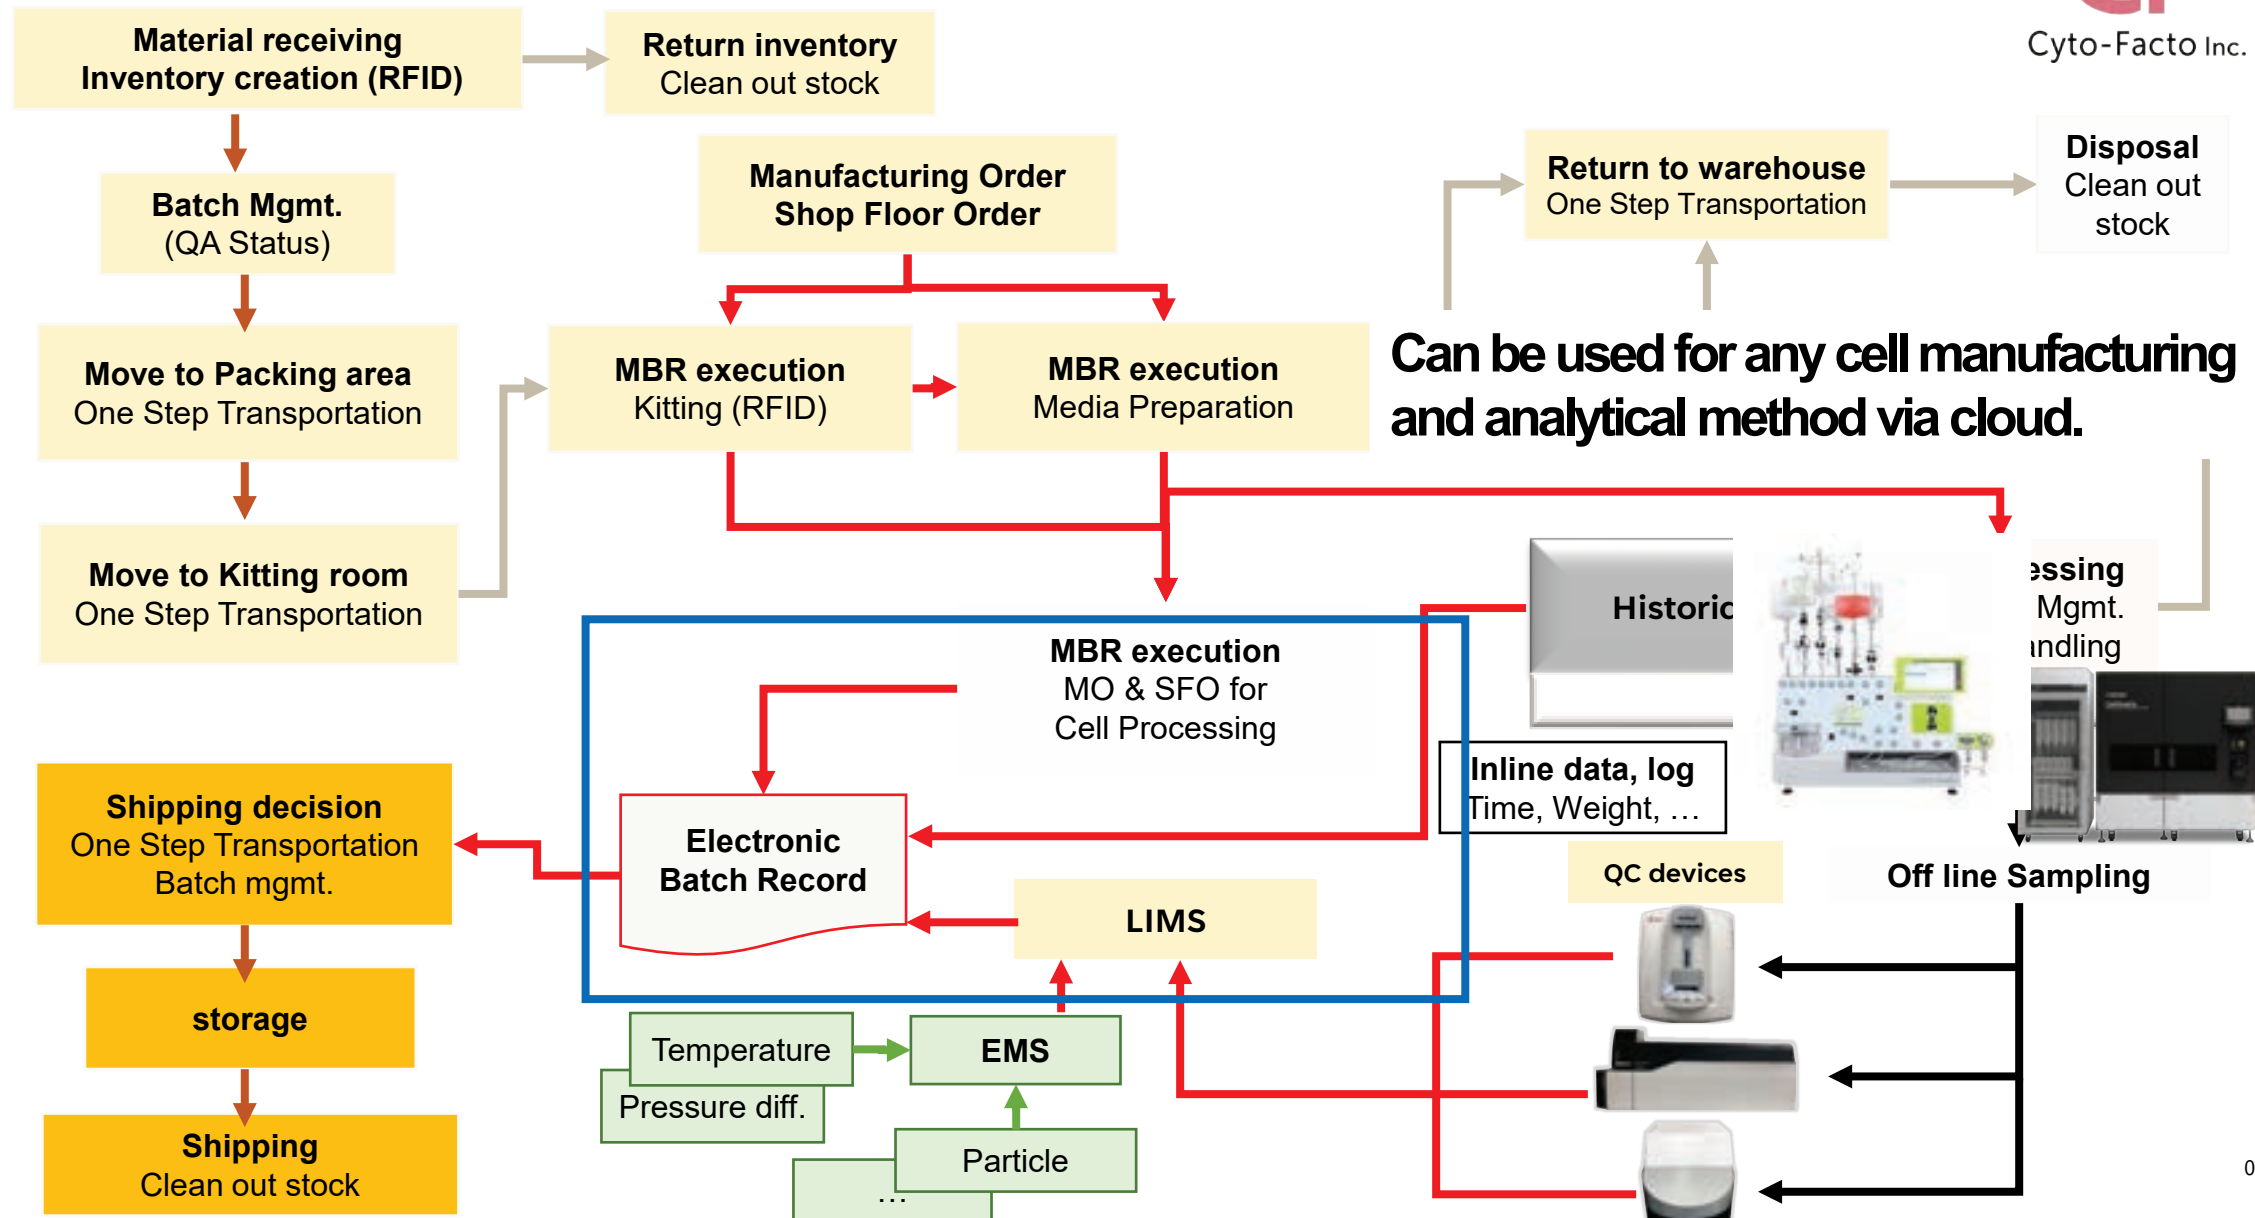 Cyto-Facto Inc.
Material receiving
Inventory creation (RFID)
Return inventory
Clean out stock
Batch Mgmt.
(QA Status)
Manufacturing Order
Shop Floor Order
Return to warehouse
One Step Transportation
Disposal
Clean out
stock
Move to Packing area
One Step Transportation
MBR execution
Kitting (RFID)
MBR execution
Media Preparation
Can be used for any cell manufacturing
and analytical method via cloud.
Move to Kitting room
One Step Transportation
Historic
essing
Mgmt.
andling
MBR execution
MO & SFO for
Cell Processing
Inline data, log
Time, Weight, …
Shipping decision
One Step Transportation
Batch mgmt.
Electronic
Batch Record
LIMS
QC devices
Off line Sampling
storage
Temperature
Pressure diff.
EMS
Particle
…
Shipping
Clean out stock
0